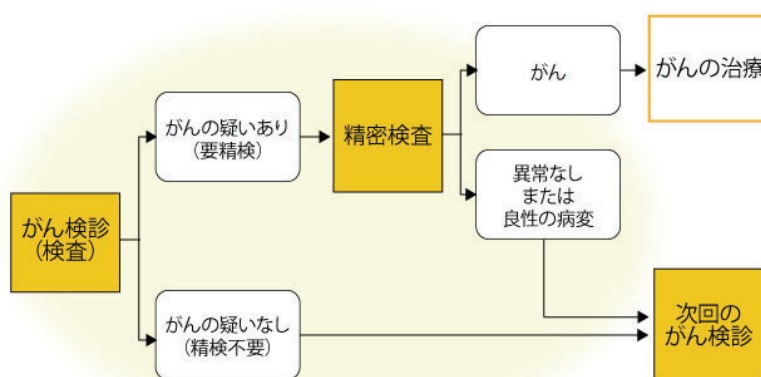 がん検診
（検査）
がんの疑いあり
（要精検）
精密検査
がん
がんの治療
異常なし
または
良性の病変
がんの疑いなし
（精検不要）
次回の
がん検診